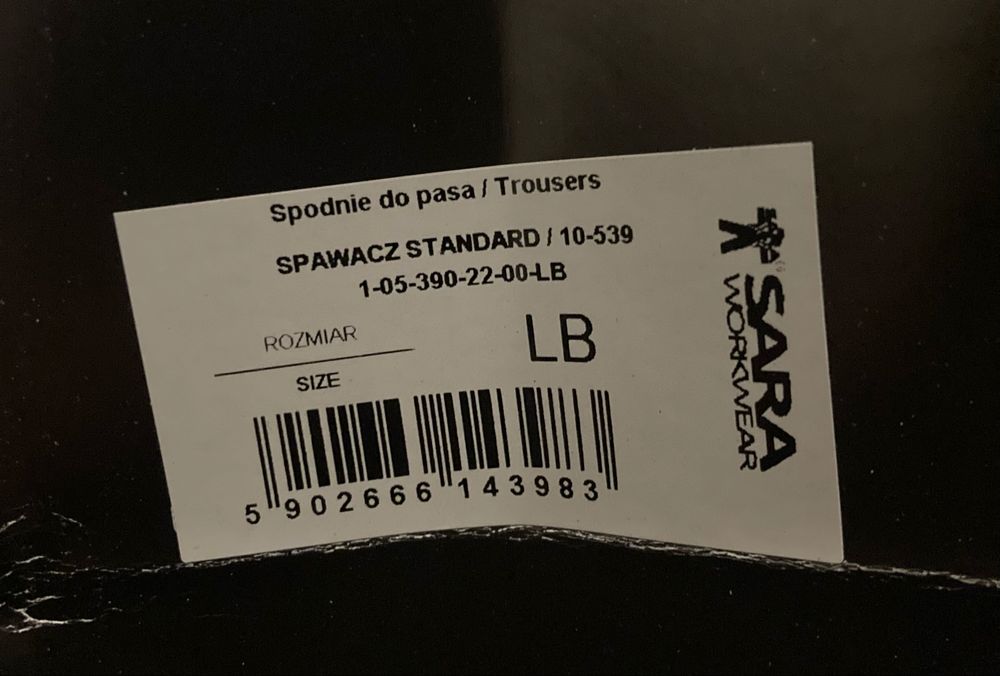 Spodnie do pasa / Trousers
SPAWACZ STANDARD / 10-539
1-05-390-22-00-LB
ROZMIAR
SIZE
LB
5 902666 143983
SARA
WORKWEAR